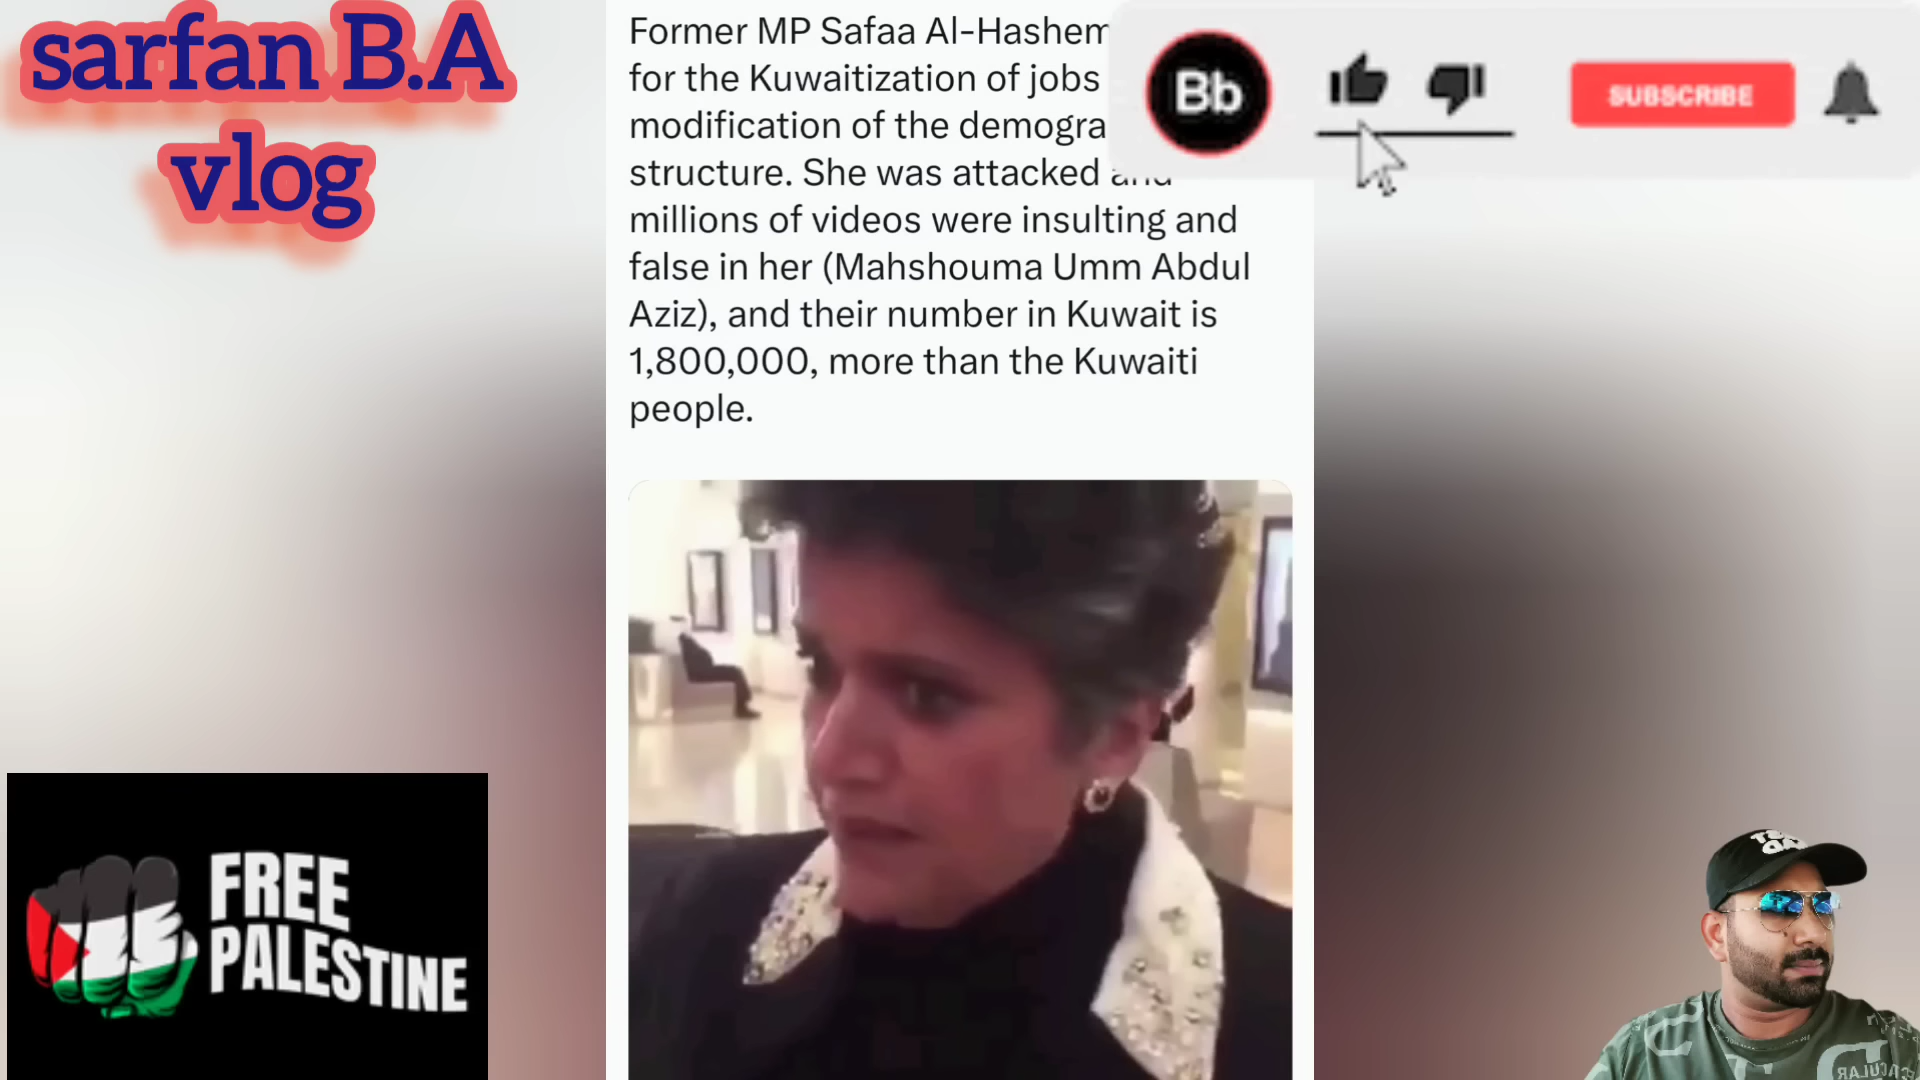 sarfan B.A
vlog
Former MP Safaa Al-Hashem
for the Kuwaitization of jobs
modification of the demogra
structure. She was attacked and
millions of videos were insulting and
false in her (Mahshouma Umm Abdul
Aziz), and their number in Kuwait is
1,800,000, more than the Kuwaiti
people.
Bb
SUBSCRIBE
FREE
PALESTINE